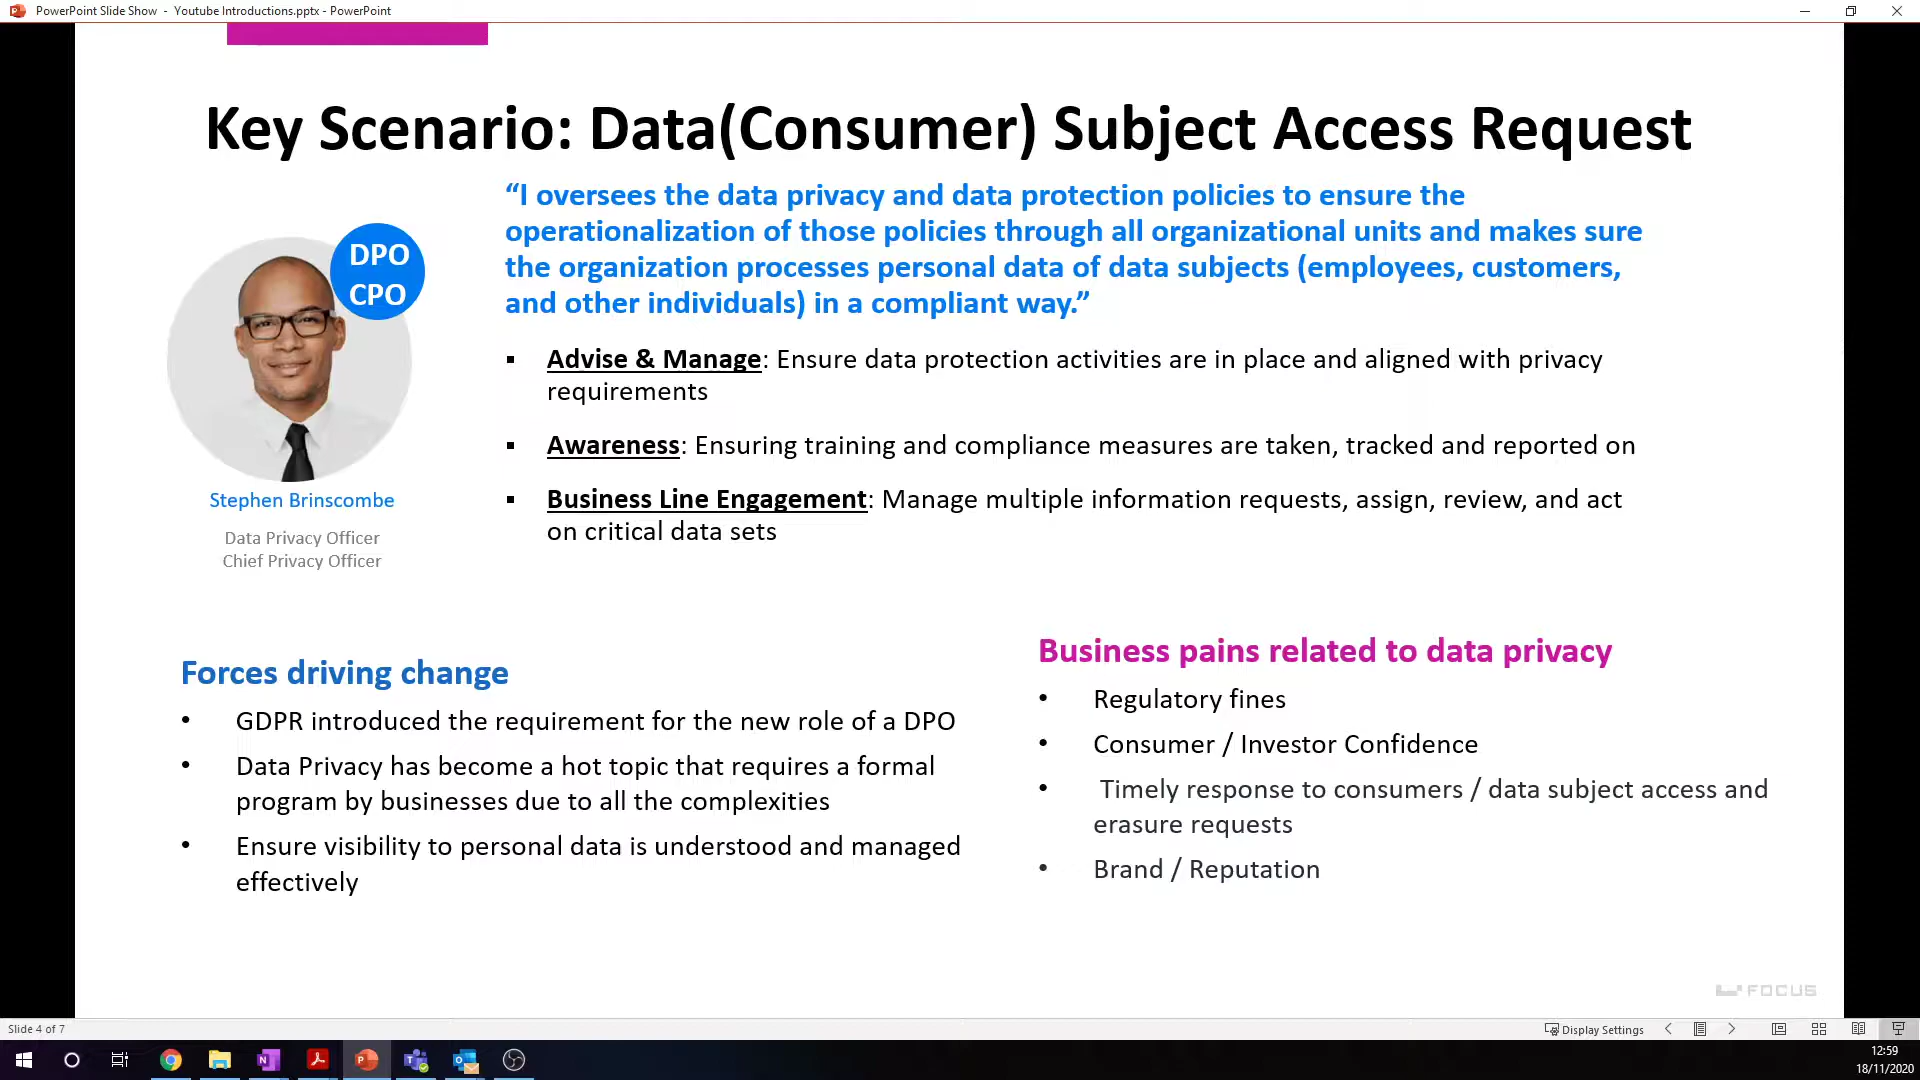 PowerPoint Slide Show - Youtube Introductions.pptx - PowerPoint
Key Scenario: Data(Consumer) Subject Access Request
“I oversees the data privacy and data protection policies to ensure the
operationalization of those policies through all organizational units and makes sure
the organization processes personal data of data subjects (employees, customers,
and other individuals) in a compliant way.”
DPO
CPO
Stephen Brinscombe
Data Privacy Officer
Chief Privacy Officer
▪ Advise & Manage: Ensure data protection activities are in place and aligned with privacy
requirements
▪ Awareness: Ensuring training and compliance measures are taken, tracked and reported on
▪ Business Line Engagement: Manage multiple information requests, assign, review, and act
on critical data sets
Forces driving change
• GDPR introduced the requirement for the new role of a DPO
• Data Privacy has become a hot topic that requires a formal
program by businesses due to all the complexities
• Ensure visibility to personal data is understood and managed
effectively
Business pains related to data privacy
• Regulatory fines
• Consumer / Investor Confidence
• Timely response to consumers / data subject access and
erasure requests
• Brand / Reputation
FOCUS
Slide 4 of 7
Display Settings
12:59
18/11/2020